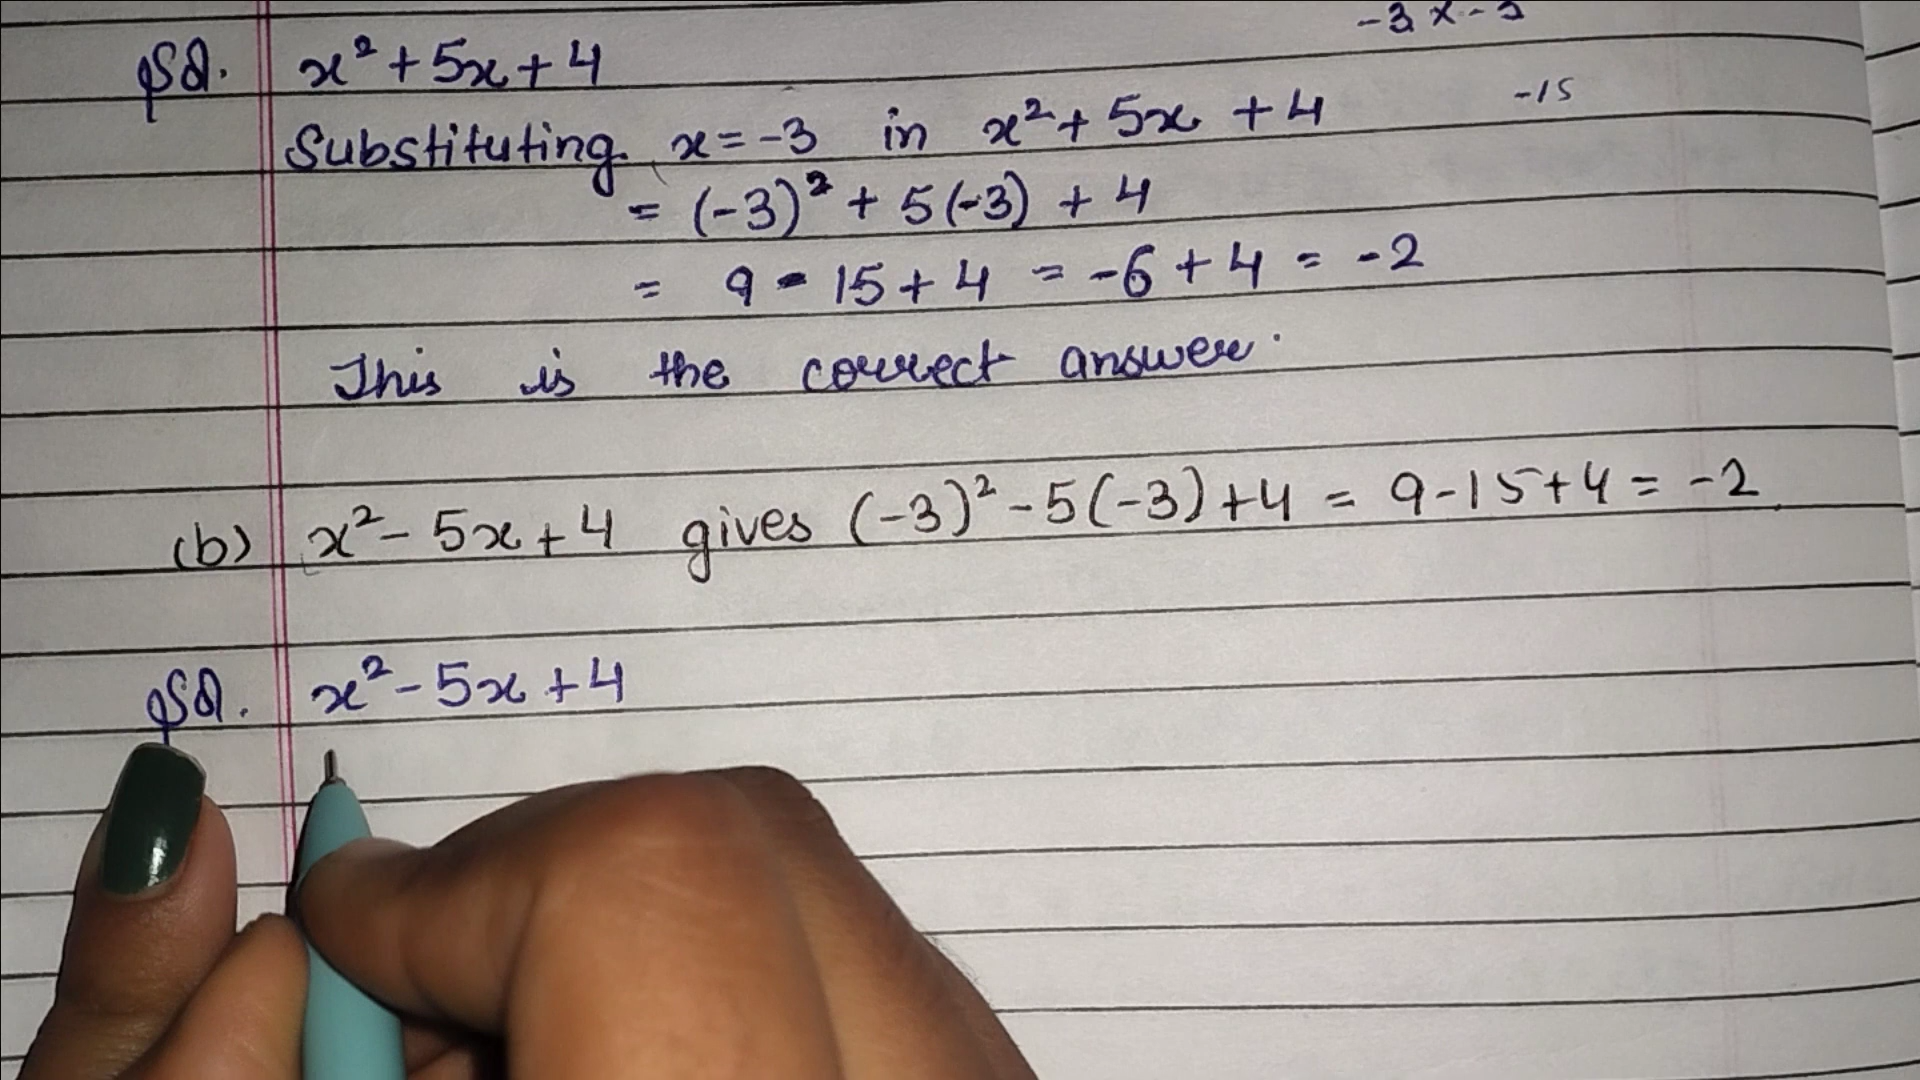 x² + 5x + 4
-15
Substituting x = -3 in x² + 5x + 4
= (-3)² + 5(-3) + 4
= 9 - 15 + 4 = -6 + 4 = -2
This is the correct answer.
(b) x² - 5x + 4 gives (-3)² - 5(-3) + 4 = 9 - 15 + 4 = -2
x² - 5x + 4